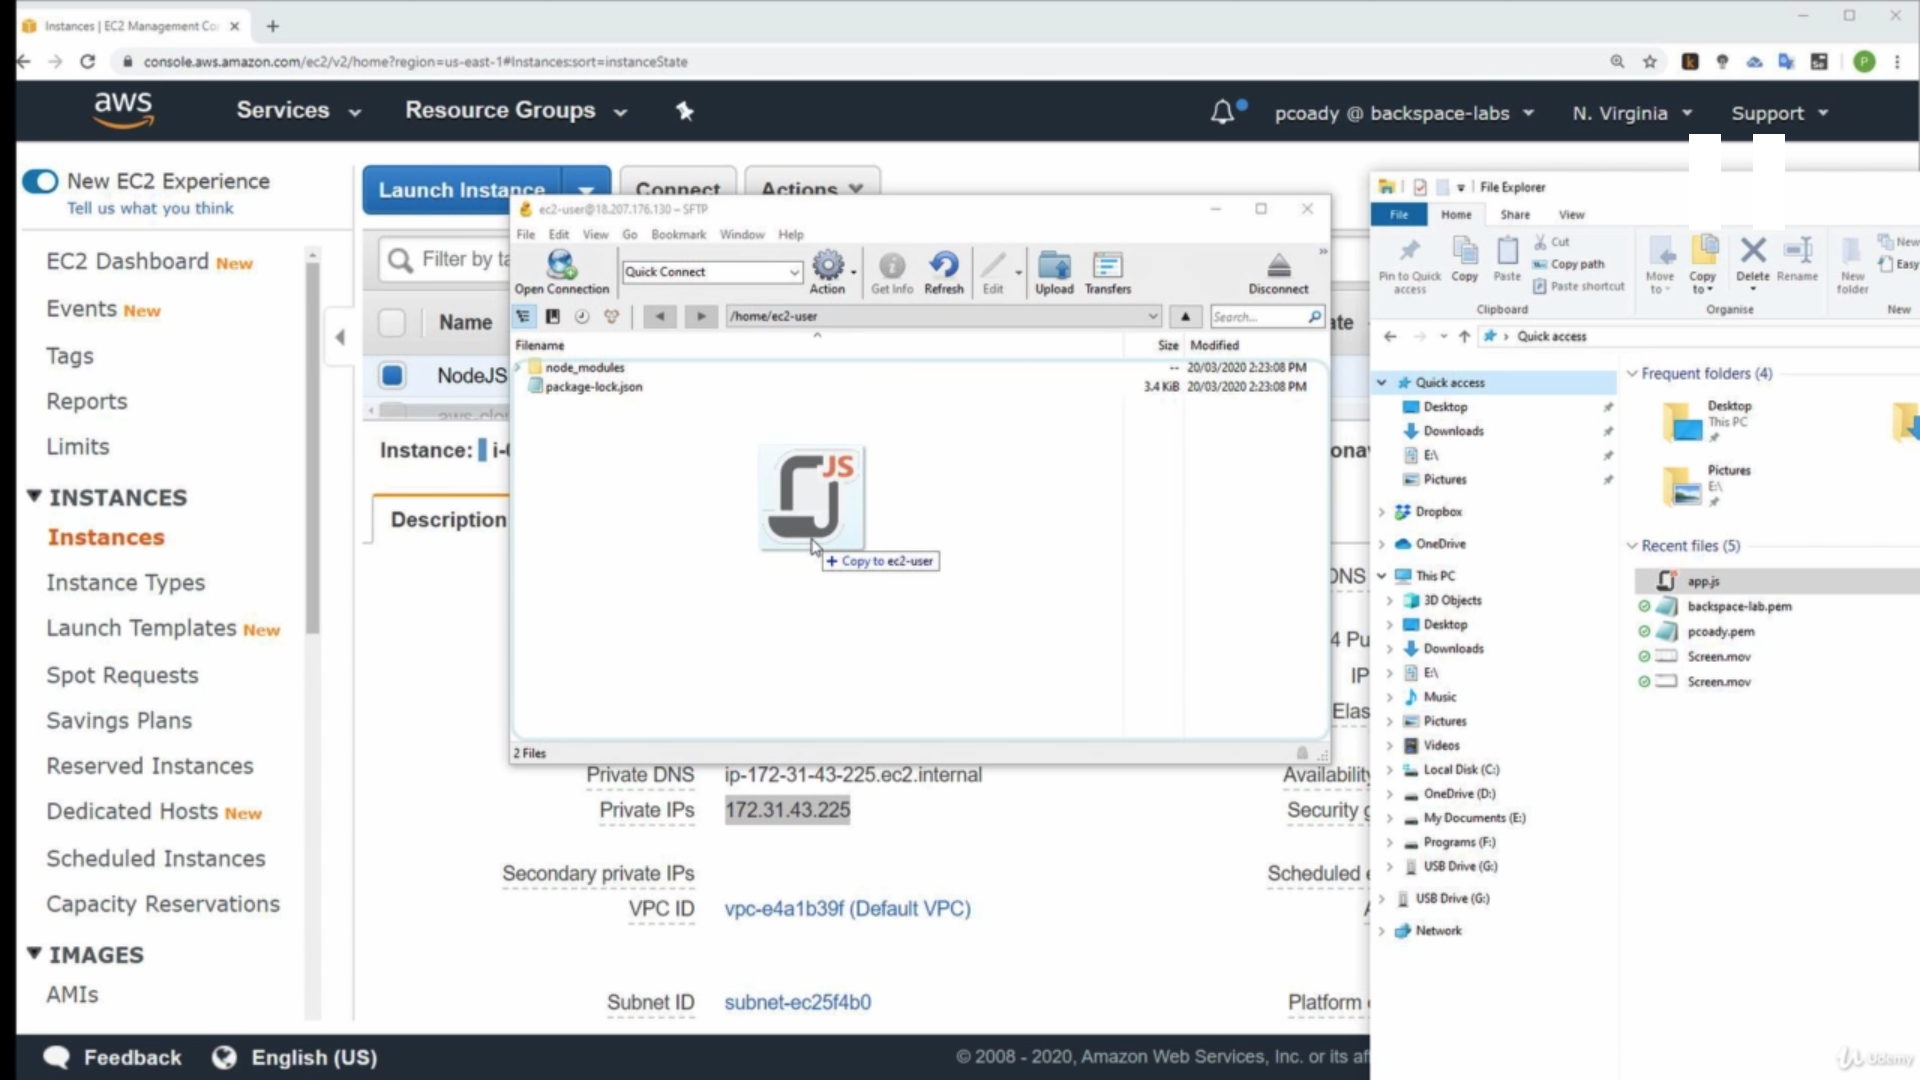 Instances | EC2 Management Co
console.aws.amazon.com/ec2/v2/home?region=us-east-1#Instances:sort=instanceState
aws
Services
Resource Groups
pcoady @ backspace-labs
N. Virginia
Support
New EC2 Experience
Tell us what you think
EC2 Dashboard New
Events New
Tags
Reports
Limits
INSTANCES
Instances
Instance Types
Launch Templates New
Spot Requests
Savings Plans
Reserved Instances
Dedicated Hosts New
Scheduled Instances
Capacity Reservations
IMAGES
AMIs
Launch Instance
Connect
Actions
Filter by ta
Name
NodeJS
aws-clo
Instance:
i-
Description
ec2-user@18.207.176.130 – SFTP
File Edit View Go Bookmark Window Help
Open Connection
Quick Connect
Action
Get Info
Refresh
Edit
Upload
Transfers
Disconnect
/home/ec2-user
Search...
Filename Size Modified
node_modules -- 20/03/2020 2:23:08 PM
package-lock.json 3.4 KiB 20/03/2020 2:23:08 PM
JS
+ Copy to ec2-user
2 Files
ate
ona
DNS
4 Pu
IP
Elas
Private DNS ip-172-31-43-225.ec2.internal
Private IPs 172.31.43.225
Secondary private IPs
VPC ID vpc-e4a1b39f (Default VPC)
Subnet ID subnet-ec25f4b0
Availability
Security g
Scheduled e
Platform
File Explorer
File Home Share View
Pin to Quick access
Copy
Paste
Cut
Copy path
Paste shortcut
Clipboard
Move to
Copy to
Delete
Rename
Organise
New folder
New
Easy
New
Quick access
Quick access
Desktop
Downloads
E:\
Pictures
Dropbox
OneDrive
This PC
3D Objects
Desktop
Downloads
E:\
Music
Pictures
Videos
Local Disk (C:)
OneDrive (D:)
My Documents (E:)
Programs (F:)
USB Drive (G:)
USB Drive (G:)
Network
Frequent folders (4)
Desktop
This PC
Pictures
E:\
Recent files (5)
app.js
backspace-lab.pem
pcoady.pem
Screen.mov
Screen.mov
Feedback
English (US)
© 2008 - 2020, Amazon Web Services, Inc. or its af
Udemy